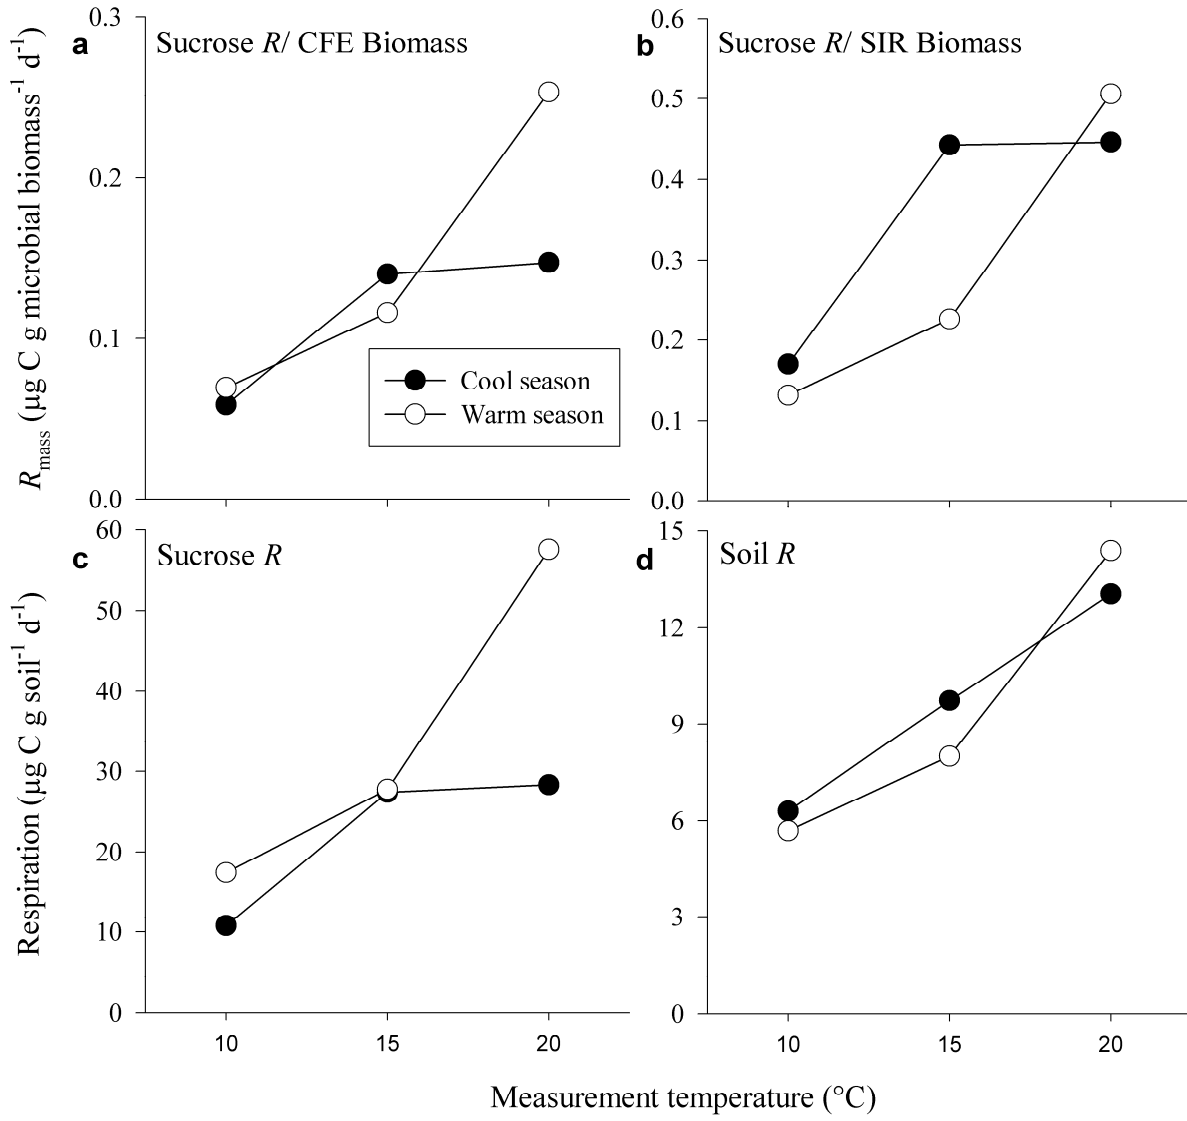 a Sucrose R/ CFE Biomass
0.3
0.2
0.1
0.0
Rmass (µg C g microbial biomass⁻¹ d⁻¹)
Cool season
Warm season
b Sucrose R/ SIR Biomass
0.6
0.5
0.4
0.3
0.2
0.1
0.0
c Sucrose R
60
50
40
30
20
10
0
Respiration (µg C g soil⁻¹ d⁻¹)
10 15 20
d Soil R
15
12
9
6
3
0
10 15 20
Measurement temperature (°C)